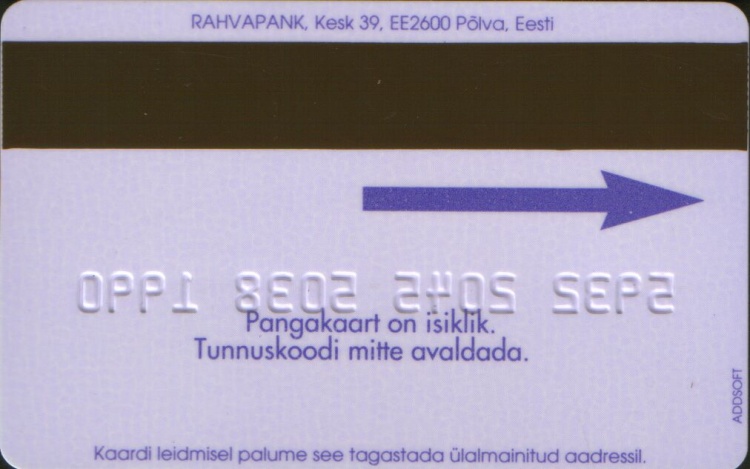 RAHVAPANK, Kesk 39, EE2600 Põlva, Eesti
Pangakaart on isiklik.
Tunnuskoodi mitte avaldada.
ADDSOFT
Kaardi leidmisel palume see tagastada ülalmainitud aadressil.